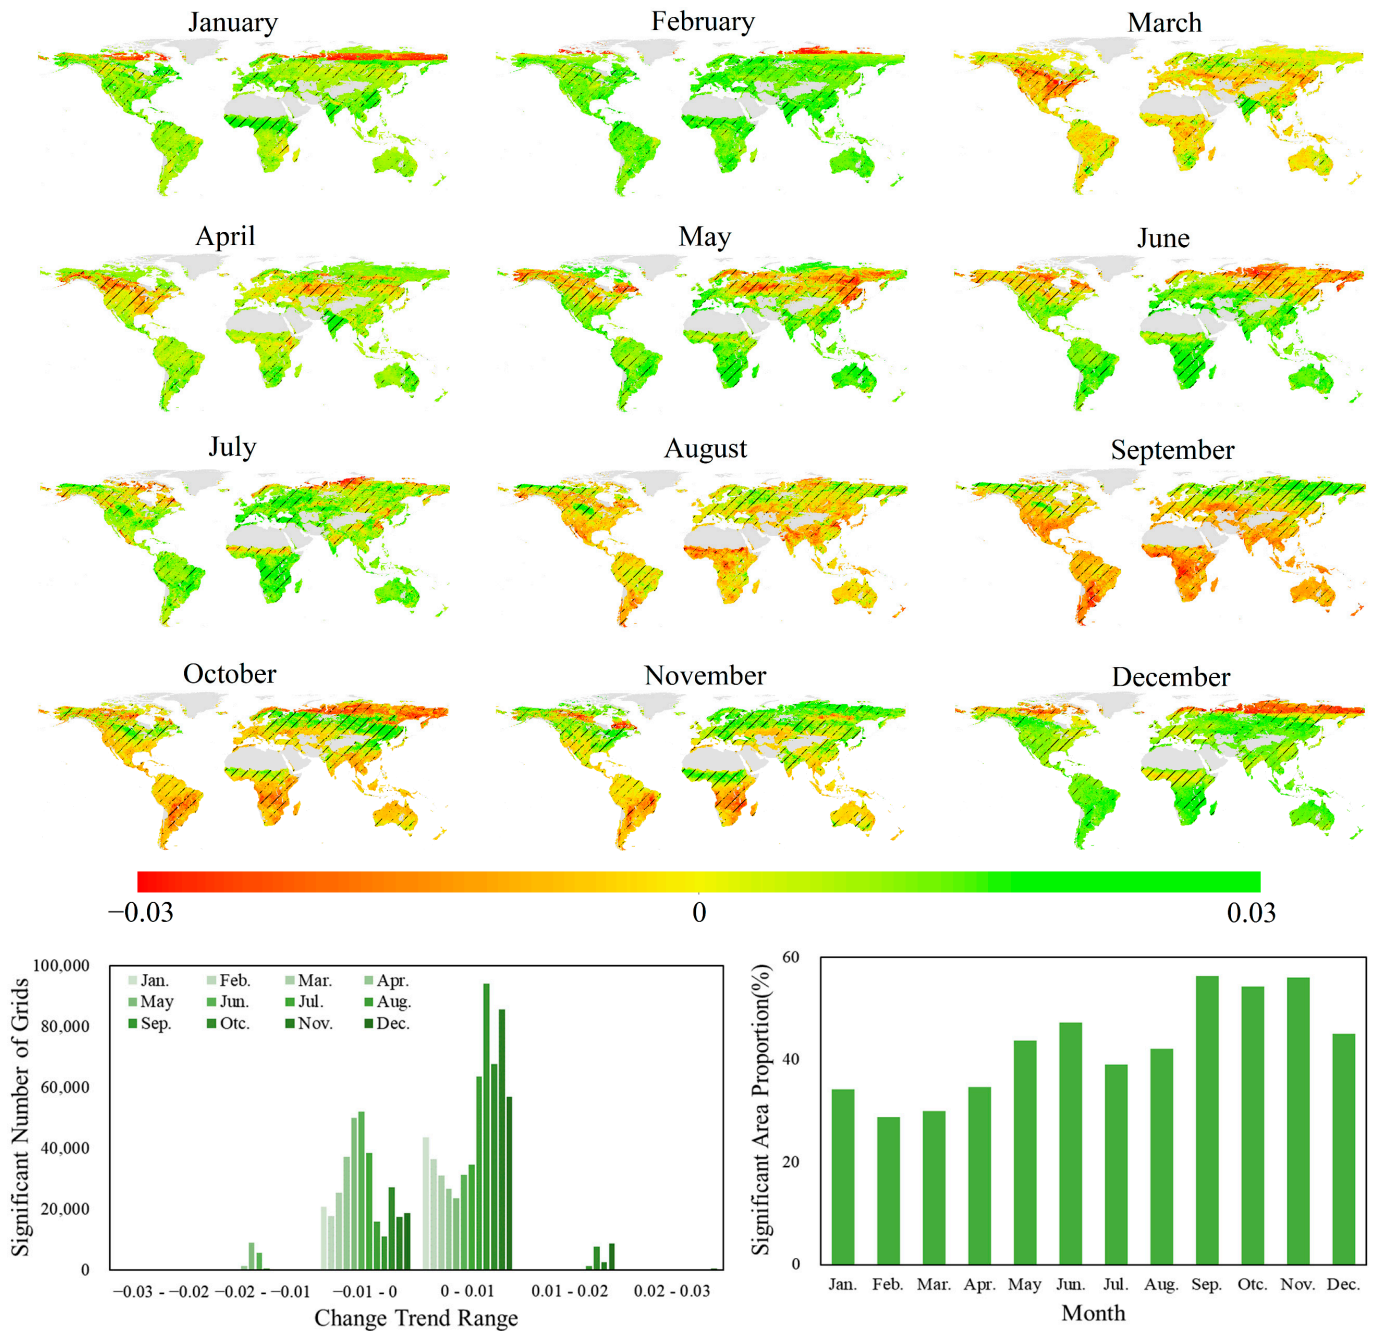 January
February
March
April
May
June
July
August
September
October
November
December
−0.03
0
0.03
Significant Number of Grids
100,000
80,000
60,000
40,000
20,000
0
Jan. Feb. Mar. Apr.
May Jun. Jul. Aug.
Sep. Otc. Nov. Dec.
−0.03 - −0.02 −0.02 - −0.01 −0.01 - 0 0 - 0.01 0.01 - 0.02 0.02 - 0.03
Change Trend Range
Significant Area Proportion(%)
60
40
20
0
Jan. Feb. Mar. Apr. May Jun. Jul. Aug. Sep. Otc. Nov. Dec.
Month